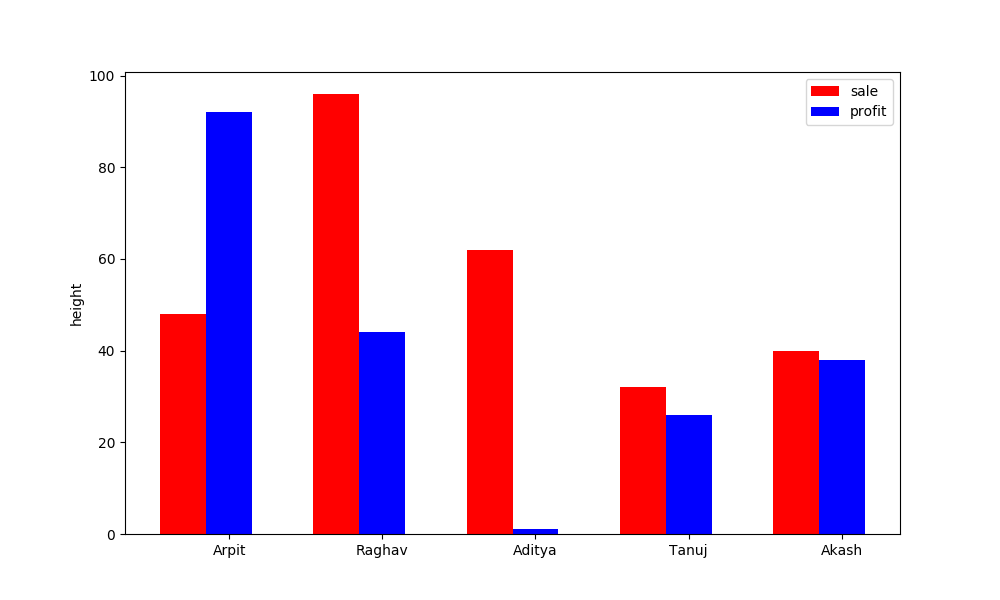 100
80
60
40
20
0
height
sale
profit
Arpit
Raghav
Aditya
Tanuj
Akash